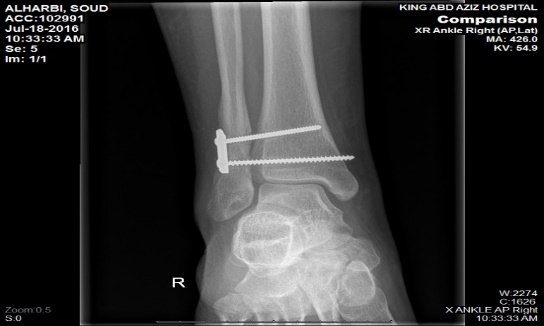 ALHARBI, SOUD
ACC:102991
Jul-18-2016
10:33:33 AM
Se: 5
Im: 1/1
KING ABD AZIZ HOSPITAL
Comparison
XR Ankle Right (AP,Lat)
MA: 426.0
KV: 54.9
R
Zoom:0.5
S:0
W:2274
C:1626
X ANKLE AP Right
10:33:33 AM